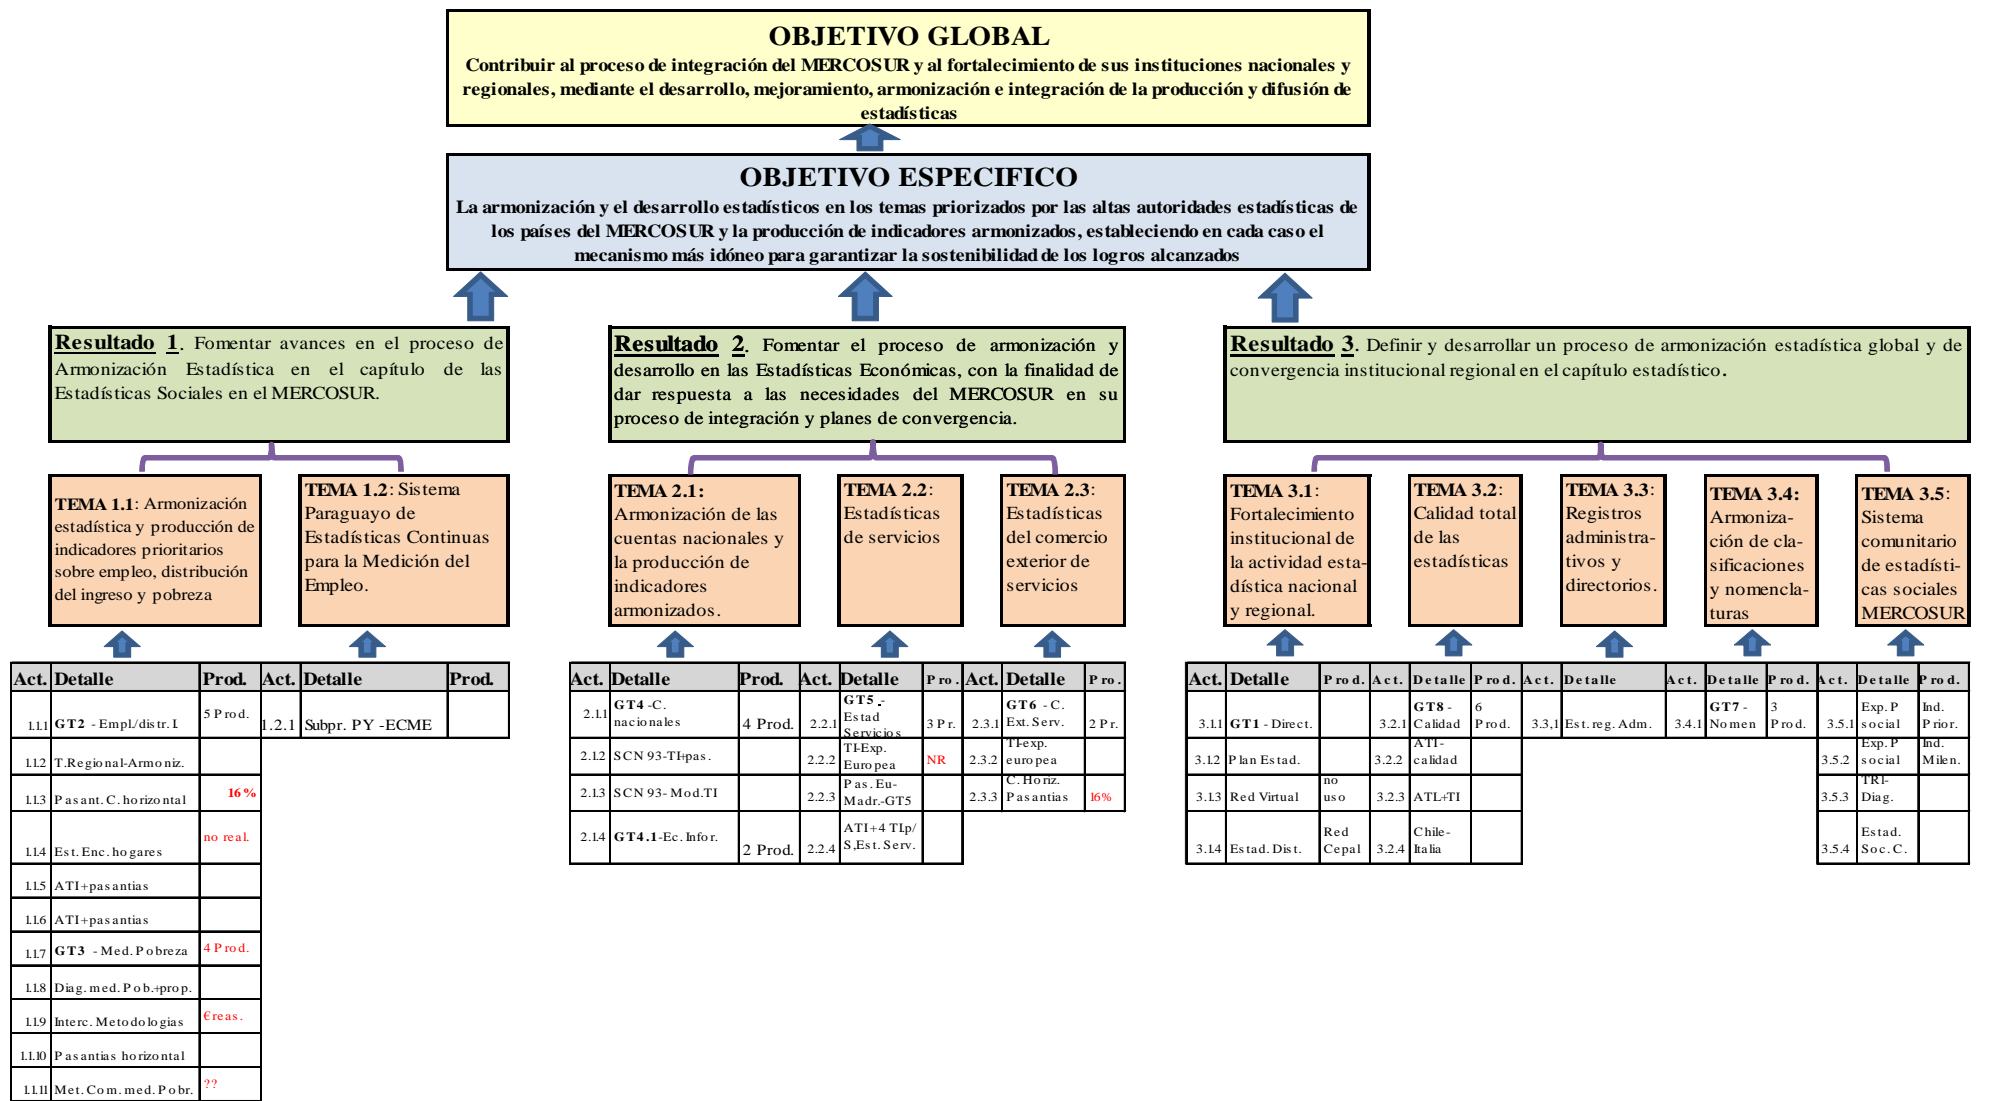 OBJETIVO GLOBAL
Contribuir al proceso de integración del MERCOSUR y al fortalecimiento de sus instituciones nacionales y
regionales, mediante el desarrollo, mejoramiento, armonización e integración de la producción y difusión de
estadísticas
OBJETIVO ESPECIFICO
La armonización y el desarrollo estadísticos en los temas priorizados por las altas autoridades estadísticas de
los países del MERCOSUR y la producción de indicadores armonizados, estableciendo en cada caso el
mecanismo más idóneo para garantizar la sostenibilidad de los logros alcanzados
Resultado 1. Fomentar avances en el proceso de
Armonización Estadística en el capítulo de las
Estadísticas Sociales en el MERCOSUR.
Resultado 2. Fomentar el proceso de armonización y
desarrollo en las Estadísticas Económicas, con la finalidad de
dar respuesta a las necesidades del MERCOSUR en su
proceso de integración y planes de convergencia.
Resultado 3. Definir y desarrollar un proceso de armonización estadística global y de
convergencia institucional regional en el capítulo estadístico.
TEMA 1.1: Armonización
estadística y producción de
indicadores prioritarios
sobre empleo, distribución
del ingreso y pobreza
TEMA 1.2: Sistema
Paraguayo de
Estadísticas Continuas
para la Medición del
Empleo.
TEMA 2.1:
Armonización de las
cuentas nacionales y
la producción de
indicadores
armonizados.
TEMA 2.2:
Estadísticas
de servicios
TEMA 2.3:
Estadísticas
del comercio
exterior de
servicios
TEMA 3.1:
Fortalecimiento
institucional de
la actividad esta-
dística nacional
y regional.
TEMA 3.2:
Calidad total
de las
estadísticas
TEMA 3.3:
Registros
administra-
tivos y
directorios.
TEMA 3.4:
Armoniza-
ción de cla-
sificaciones
y nomencla-
turas
TEMA 3.5:
Sistema
comunitario
de estadísti-
cas sociales
MERCOSUR
Act. Detalle Prod. Act. Detalle Prod.
1.1.1 GT2 - Empl./distr. I. 5 Prod. 1.2.1 Subpr. PY -ECME
1.1.2 T.Regional-Armoniz.
1.1.3 Pasant. C. horizontal 16%
1.1.4 Est. Enc. hogares no real.
1.1.5 ATI+pasantias
1.1.6 ATI+pasantias
1.1.7 GT3 - Med. Pobreza 4 Prod.
1.1.8 Diag. med. Pob.+prop.
1.1.9 Interc. Metodologias €reas.
1.1.10 Pasantias horizontal
1.1.11 Met. Com. med. Pobr. ??
Act. Detalle Prod. Act. Detalle Pro. Act. Detalle Pro.
2.1.1 GT4 -C.
nacionales 4 Prod. 2.2.1 GT5 .-
Estad
Servicios 3 Pr. 2.3.1 GT6 - C.
Ext. Serv. 2 Pr.
2.1.2 SCN 93-TI+pas. 2.2.2 TI-Exp.
Europea NR 2.3.2 TI-exp.
europea
2.1.3 SCN 93- Mod.TI 2.2.3 Pas. Eu-
Madr.-GT5 2.3.3 C. Horiz.
Pasantias 16%
2.1.4 GT4.1-Ec. Infor. 2 Prod. 2.2.4 ATI+4 TI.p/
S,Est. Serv.
Act. Detalle Prod. Act. Detalle Prod. Act. Detalle Act. Detalle Prod. Act. Detalle Prod.
3.1.1 GT1 - Direct. 3.2.1 GT8 -
Calidad 6
Prod. 3.3,1 Est. reg. Adm. 3.4.1 GT7 -
Nomen 3
Prod. 3.5.1 Exp. P
social Ind.
Prior.
3.1.2 Plan Estad. 3.2.2 ATI-
calidad 3.5.2 Exp. P
social Ind.
Milen.
3.1.3 Red Virtual no
uso 3.2.3 ATI.+TI 3.5.3 TRI-
Diag.
3.1.4 Estad. Dist. Red
Cepal 3.2.4 Chile-
Italia 3.5.4 Estad.
Soc. C.